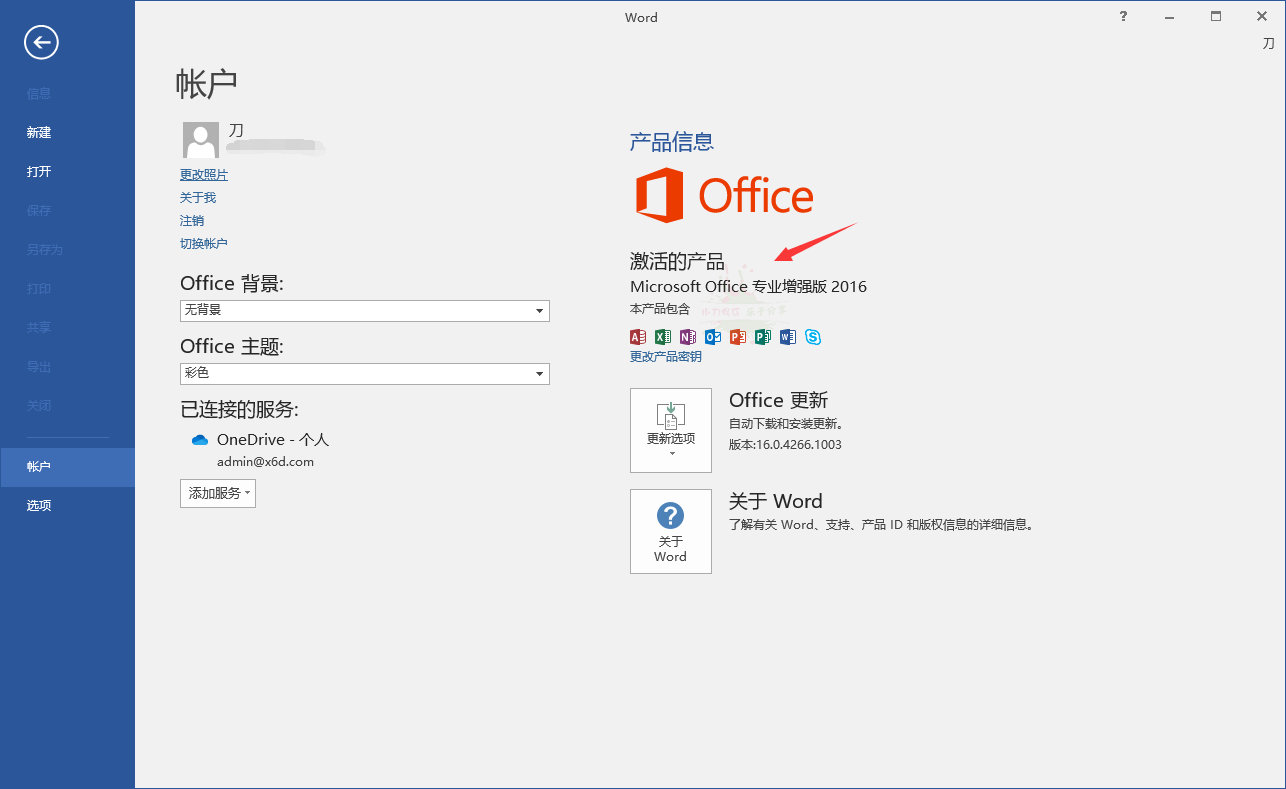 Word
?
刀
信息
新建
打开
保存
另存为
打印
共享
导出
关闭
帐户
选项
帐户
刀
更改照片
关于我
注销
切换帐户
Office 背景:
无背景
Office 主题:
彩色
已连接的服务:
OneDrive - 个人
admin@x6d.com
添加服务
产品信息
Office
激活的产品
Microsoft Office 专业增强版 2016
本产品包含
更改产品密钥
更新选项
Office 更新
自动下载和安装更新。
版本:16.0.4266.1003
?
关于
Word
关于 Word
了解有关 Word、支持、产品 ID 和版权信息的详细信息。